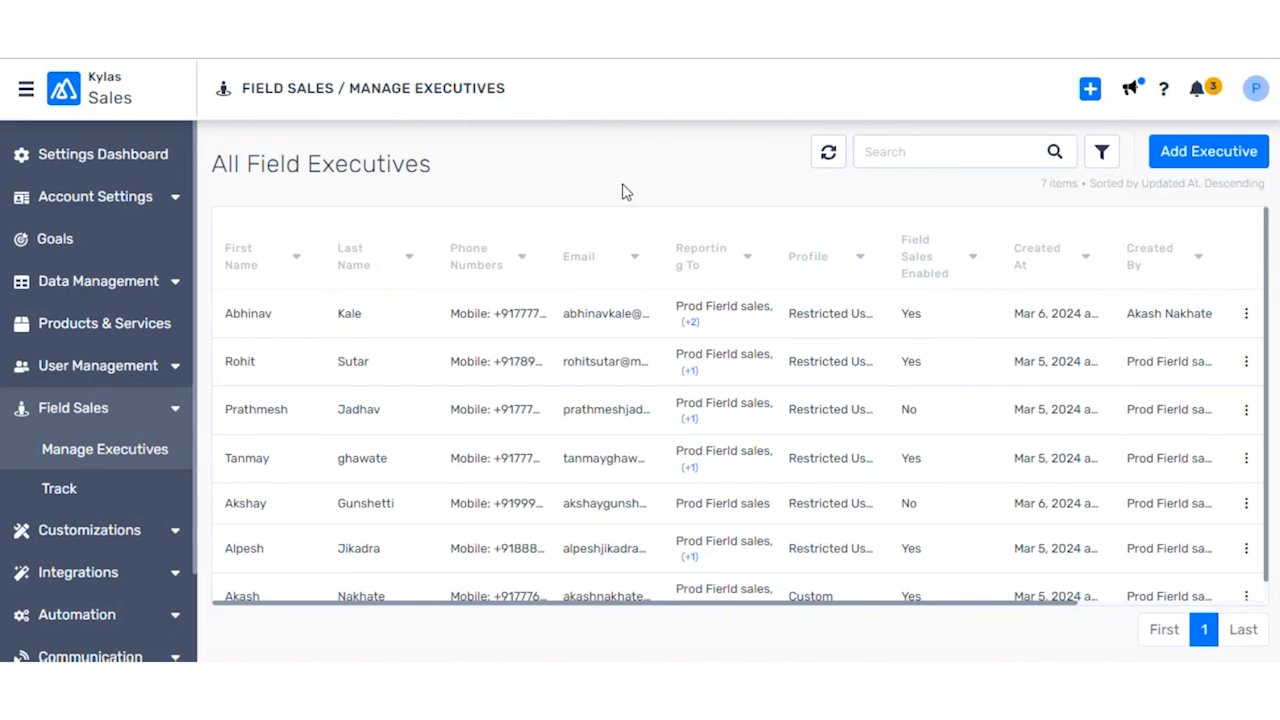 Kylas
Sales
FIELD SALES / MANAGE EXECUTIVES
3
P
Settings Dashboard
Account Settings
Goals
Data Management
Products & Services
User Management
Field Sales
Manage Executives
Track
Customizations
Integrations
Automation
Communication
All Field Executives
Search
Add Executive
7 items • Sorted by Updated At, Descending
First Name
Last Name
Phone Numbers
Email
Reportin
g To
Profile
Field Sales Enabled
Created At
Created By
Abhinav Kale Mobile: +917777... abhinavkale@... Prod Fierld sales, (+2) Restricted Us... Yes Mar 6, 2024 a... Akash Nakhate
Rohit Sutar Mobile: +91789... rohitsutar@m... Prod Fierld sales, (+1) Restricted Us... Yes Mar 5, 2024 a... Prod Fierld sa...
Prathmesh Jadhav Mobile: +91777... prathmeshjad... Prod Fierld sales, (+1) Restricted Us... No Mar 5, 2024 a... Prod Fierld sa...
Tanmay ghawate Mobile: +91777... tanmayghaw... Prod Fierld sales, (+1) Restricted Us... Yes Mar 5, 2024 a... Prod Fierld sa...
Akshay Gunshetti Mobile: +91999... akshaygunsh... Prod Fierld sales Restricted Us... No Mar 6, 2024 a... Prod Fierld sa...
Alpesh Jikadra Mobile: +91888... alpeshjikadra... Prod Fierld sales, (+1) Restricted Us... Yes Mar 5, 2024 a... Prod Fierld sa...
Akash Nakhate Mobile: +917776... akashnakhate... Prod Fierld sales, Custom Yes Mar 5, 2024 a... Prod Fierld sa...
First 1 Last